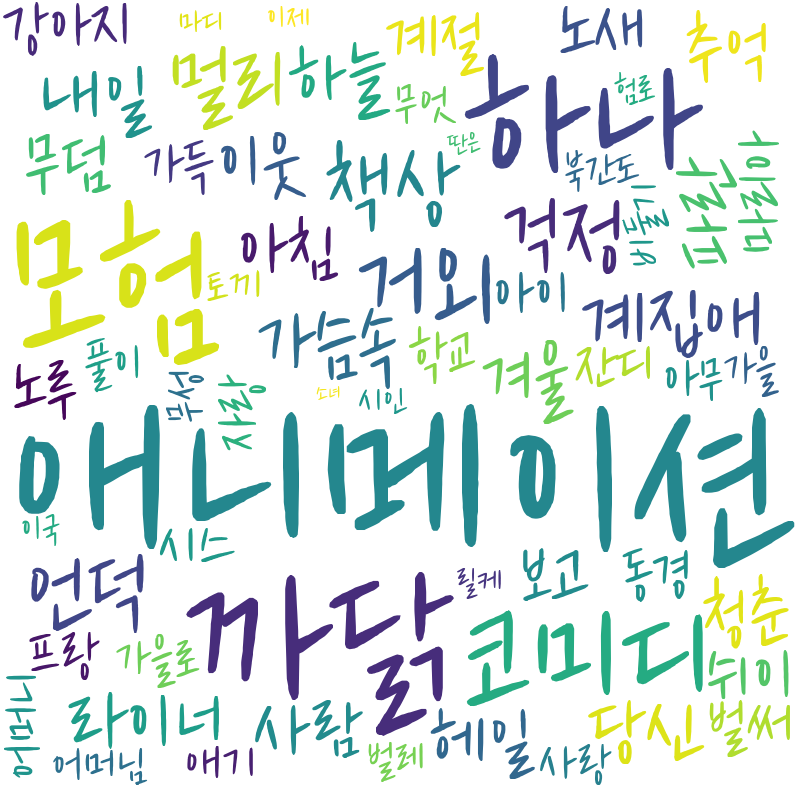 강아지
마디
이제
계절
노새
추억
내일
멀리
하늘
무엇
험로
하나
무덤
가득
이웃
책상
딴은
북간도
걱정
모험
아침
토끼
거외
아이
계집애
가슴속
학교
겨울
잔디
아무
가을
노루
풀이
무성
자랑
소녀
시인
애니메이션
이국
시스
언덕
까닭
릴케
보고
동경
코미디
청춘
프랑
가을로
쉬이
어머니
라이너
사람
헤일
당신
벌써
어머님
애기
벌레
사랑